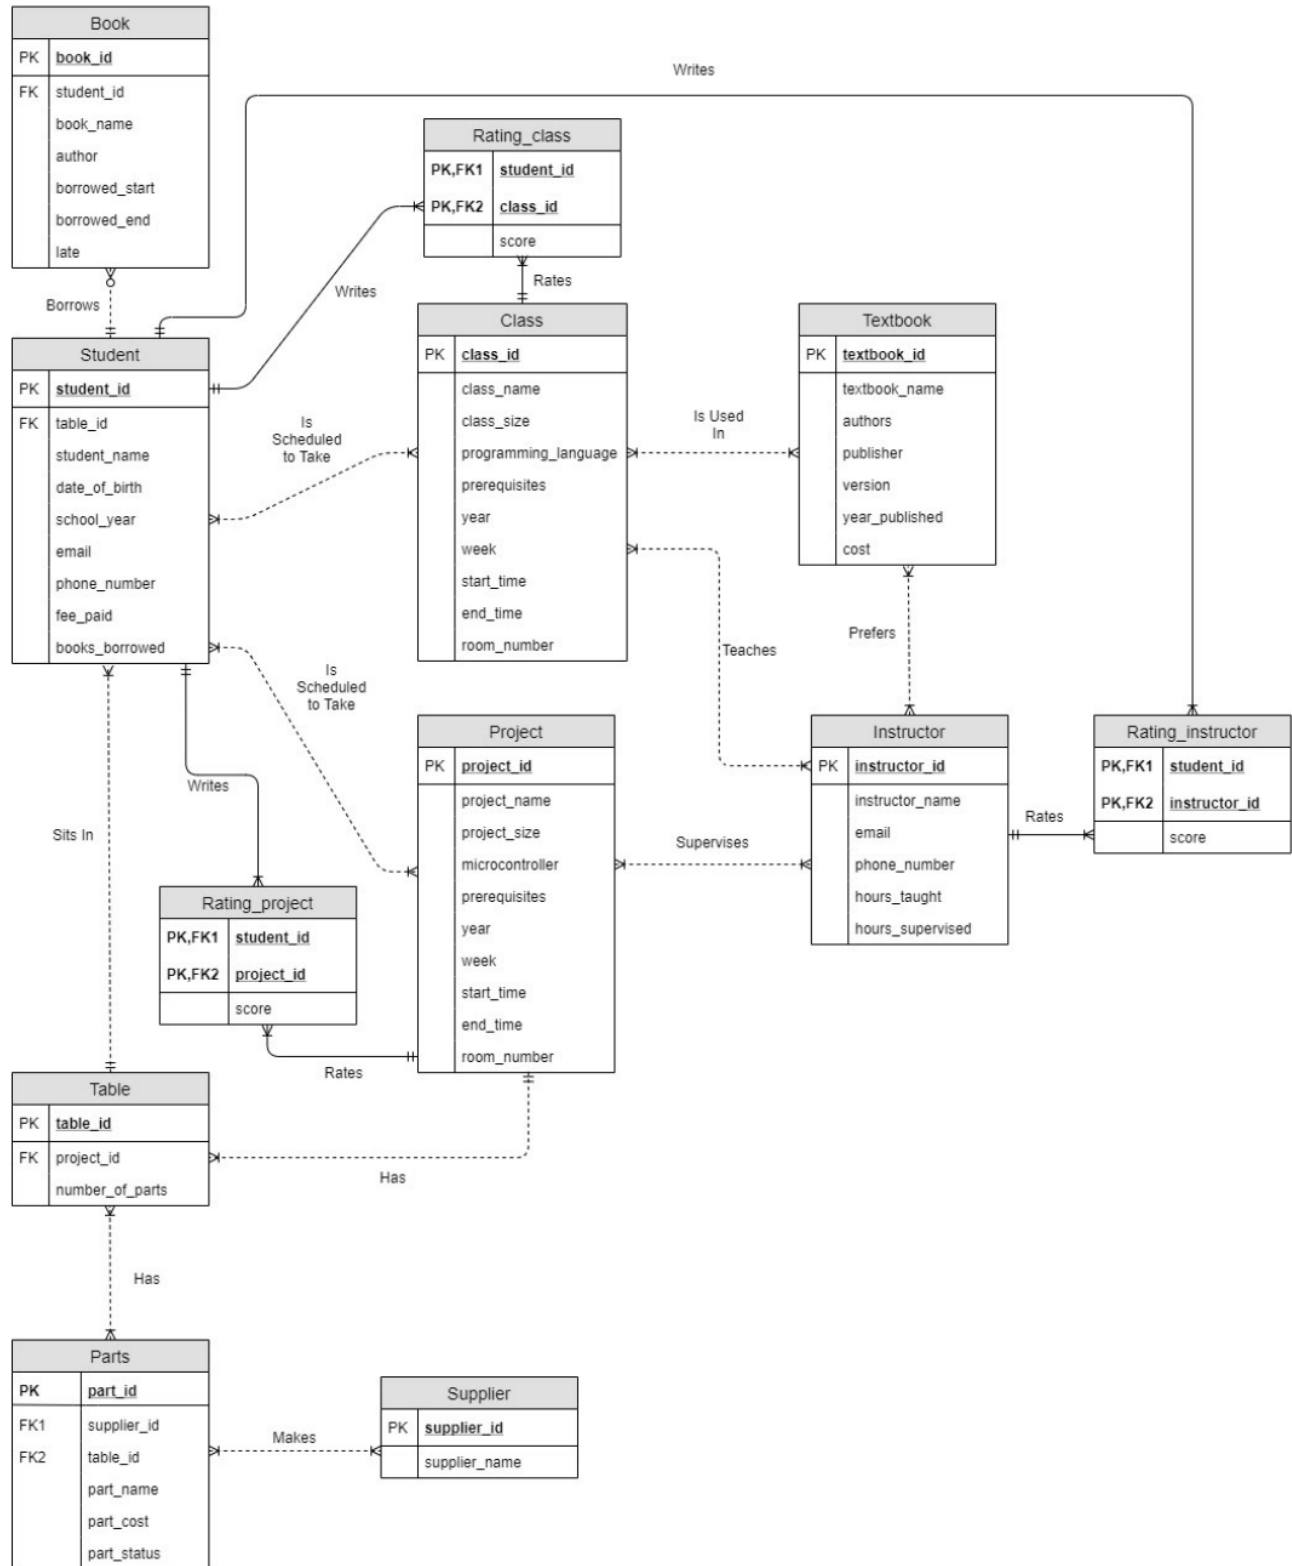 Book
PK book_id
FK student_id
book_name
author
borrowed_start
borrowed_end
late
Writes
Rating_class
PK,FK1 student_id
PK,FK2 class_id
score
Borrows
Writes
Rates
Student
PK student_id
FK table_id
student_name
date_of_birth
school_year
email
phone_number
fee_paid
books_borrowed
Is
Scheduled
to Take
Class
PK class_id
class_name
class_size
programming_language
prerequisites
year
week
start_time
end_time
room_number
Is Used
In
Textbook
PK textbook_id
textbook_name
authors
publisher
version
year_published
cost
Prefers
Teaches
Is
Scheduled
to Take
Writes
Sits In
Project
PK project_id
project_name
project_size
microcontroller
prerequisites
year
week
start_time
end_time
room_number
Supervises
Instructor
PK instructor_id
instructor_name
email
phone_number
hours_taught
hours_supervised
Rates
Rating_instructor
PK,FK1 student_id
PK,FK2 instructor_id
score
Rating_project
PK,FK1 student_id
PK,FK2 project_id
score
Rates
Table
PK table_id
FK project_id
number_of_parts
Has
Has
Parts
PK part_id
FK1 supplier_id
FK2 table_id
part_name
part_cost
part_status
Makes
Supplier
PK supplier_id
supplier_name